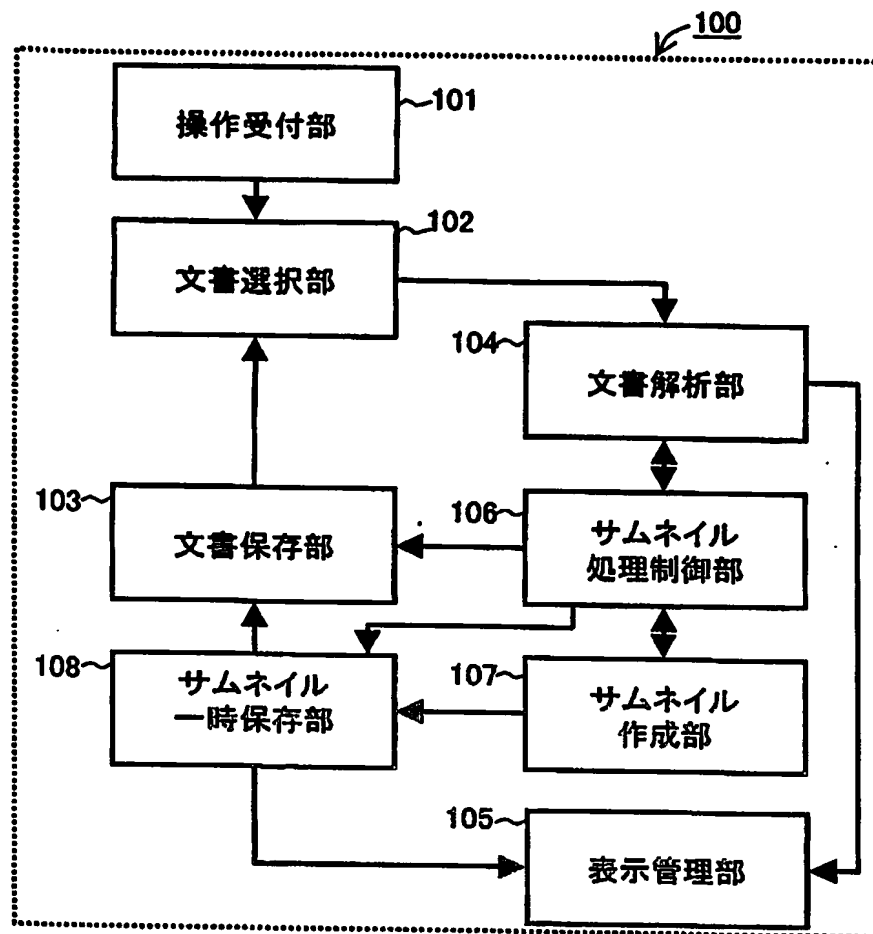 100
操作受付部
101
文書選択部
102
104
文書解析部
103
文書保存部
106
サムネイル
処理制御部
108
サムネイル
一時保存部
107
サムネイル
作成部
105
表示管理部